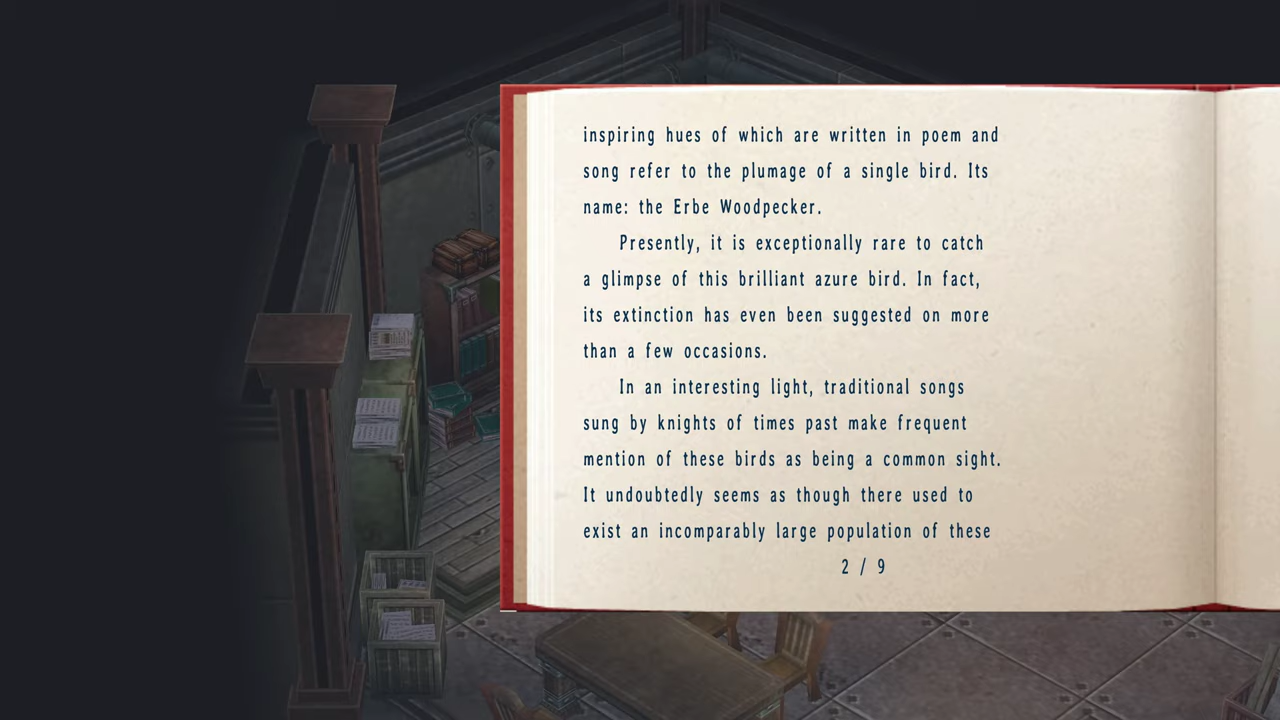 inspiring hues of which are written in poem and
song refer to the plumage of a single bird. Its
name: the Erbe Woodpecker.
Presently, it is exceptionally rare to catch
a glimpse of this brilliant azure bird. In fact,
its extinction has even been suggested on more
than a few occasions.
In an interesting light, traditional songs
sung by knights of times past make frequent
mention of these birds as being a common sight.
It undoubtedly seems as though there used to
exist an incomparably large population of these
2 / 9